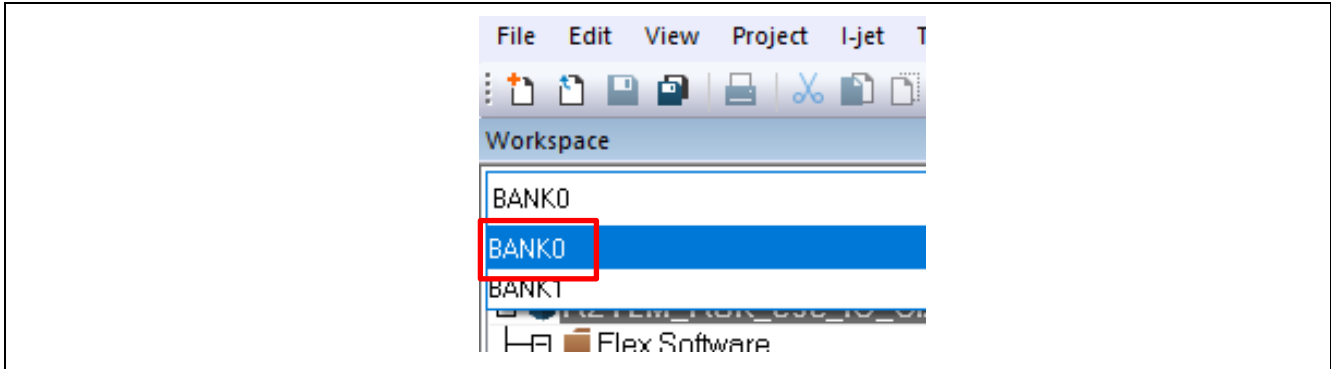 File Edit View Project I-jet
Workspace
BANK0
BANK0
BANK1
Flex Software